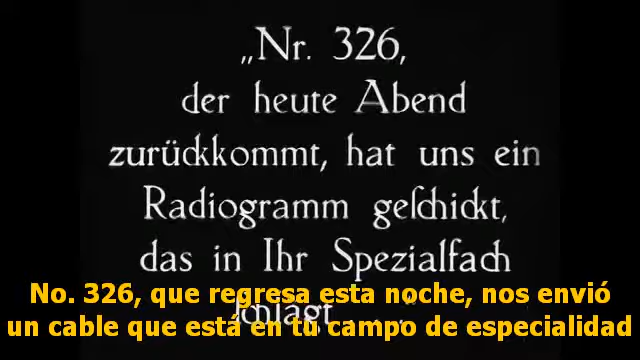 „Nr. 326,
der heute Abend
zurückkommt, hat uns ein
Radiogramm geſchickt,
das in Ihr Spezialfach
ſchlägt . . . .“
No. 326, que regresa esta noche, nos envió
un cable que está en tu campo de especialidad